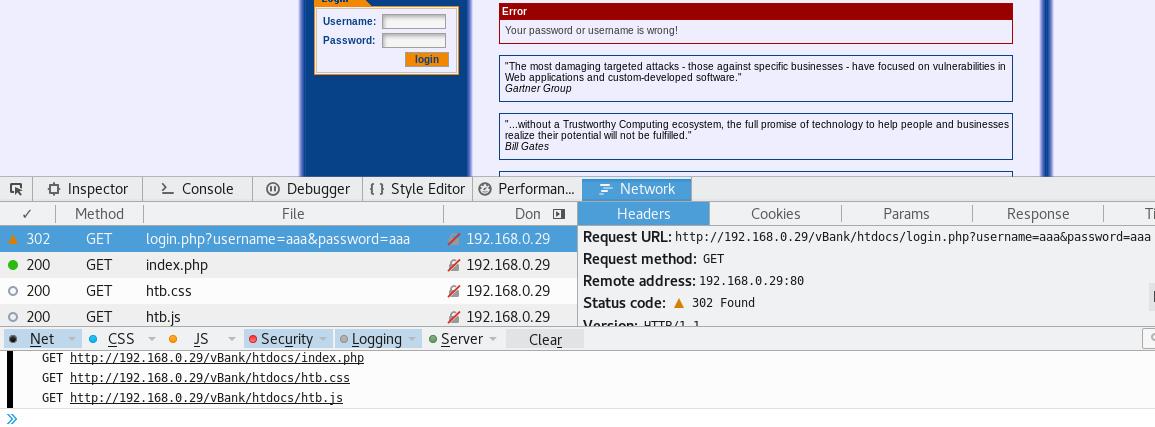 Login
Username:
Password:
login
Error
Your password or username is wrong!
"The most damaging targeted attacks - those against specific businesses - have focused on vulnerabilities in
Web applications and custom-developed software."
Gartner Group
"...without a Trustworthy Computing ecosystem, the full promise of technology to help people and businesses
realize their potential will not be fulfilled."
Bill Gates
Inspector Console Debugger { } Style Editor Performan... Network
✓ Method File Don Headers Cookies Params Response Ti
302 GET login.php?username=aaa&password=aaa 192.168.0.29
200 GET index.php 192.168.0.29
200 GET htb.css 192.168.0.29
200 GET htb.js 192.168.0.29
Request URL: http://192.168.0.29/vBank/htdocs/login.php?username=aaa&password=aaa
Request method: GET
Remote address: 192.168.0.29:80
Status code: 302 Found
Version: HTTP/1.1
Net CSS JS Security Logging Server Clear
GET http://192.168.0.29/vBank/htdocs/index.php
GET http://192.168.0.29/vBank/htdocs/htb.css
GET http://192.168.0.29/vBank/htdocs/htb.js
»